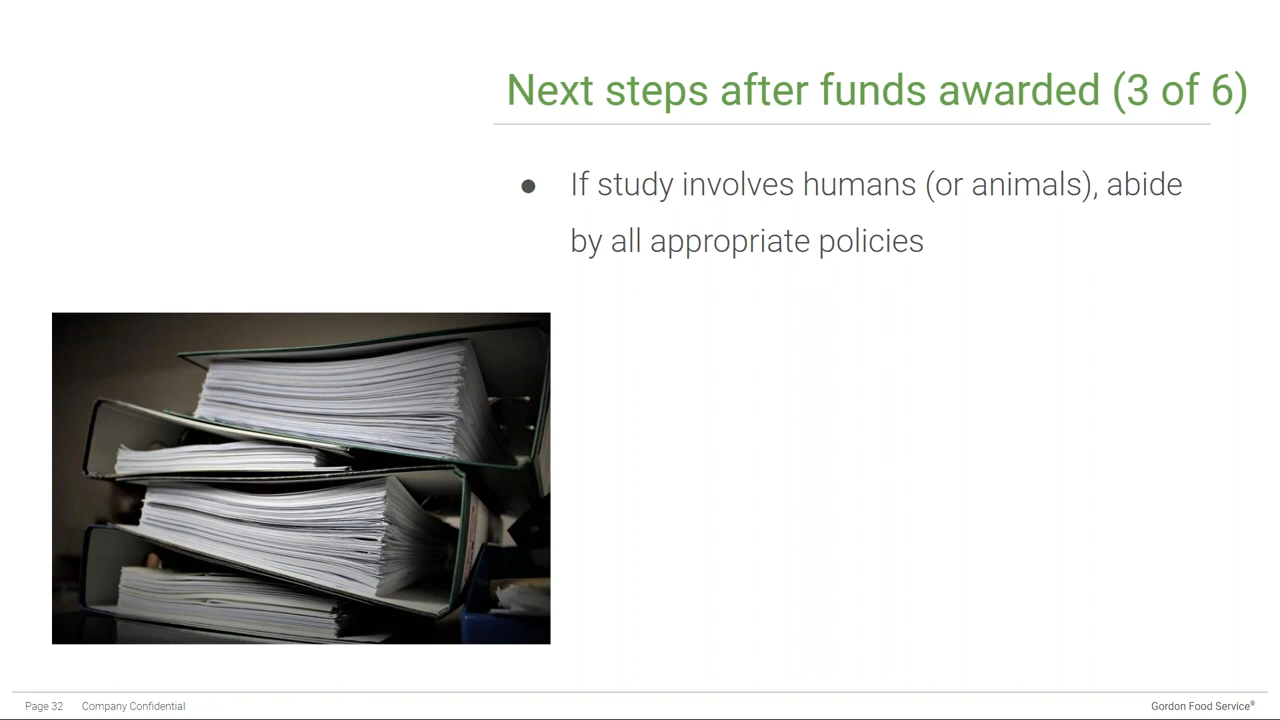 Next steps after funds awarded (3 of 6)
● If study involves humans (or animals), abide
by all appropriate policies
Page 32 Company Confidential
Gordon Food Service®